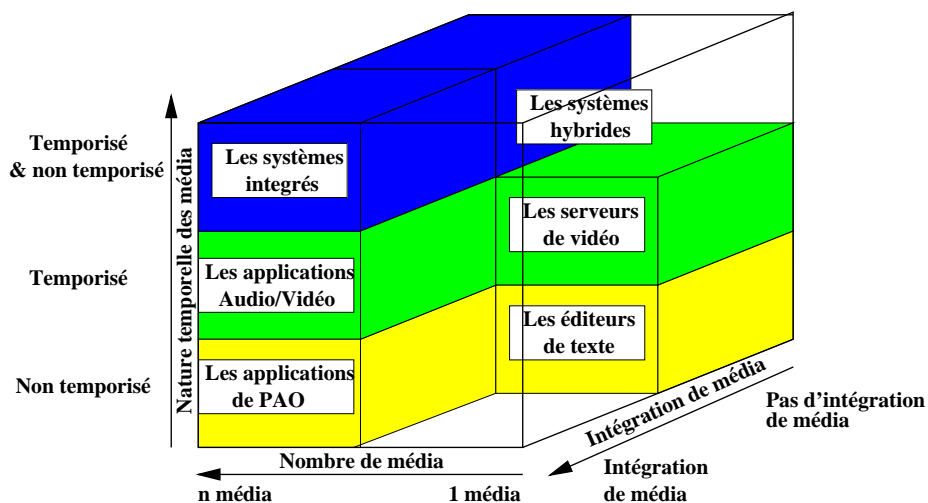 Temporisé
& non temporisé
Temporisé
Non temporisé
Nature temporelle des média
Les systèmes
integrés
Les systèmes
hybrides
Les applications
Audio/Vidéo
Les serveurs
de vidéo
Les applications
de PAO
Les éditeurs
de texte
Nombre de média
n média
1 média
Intégration de média
Intégration
de média
Pas d’intégration
de média